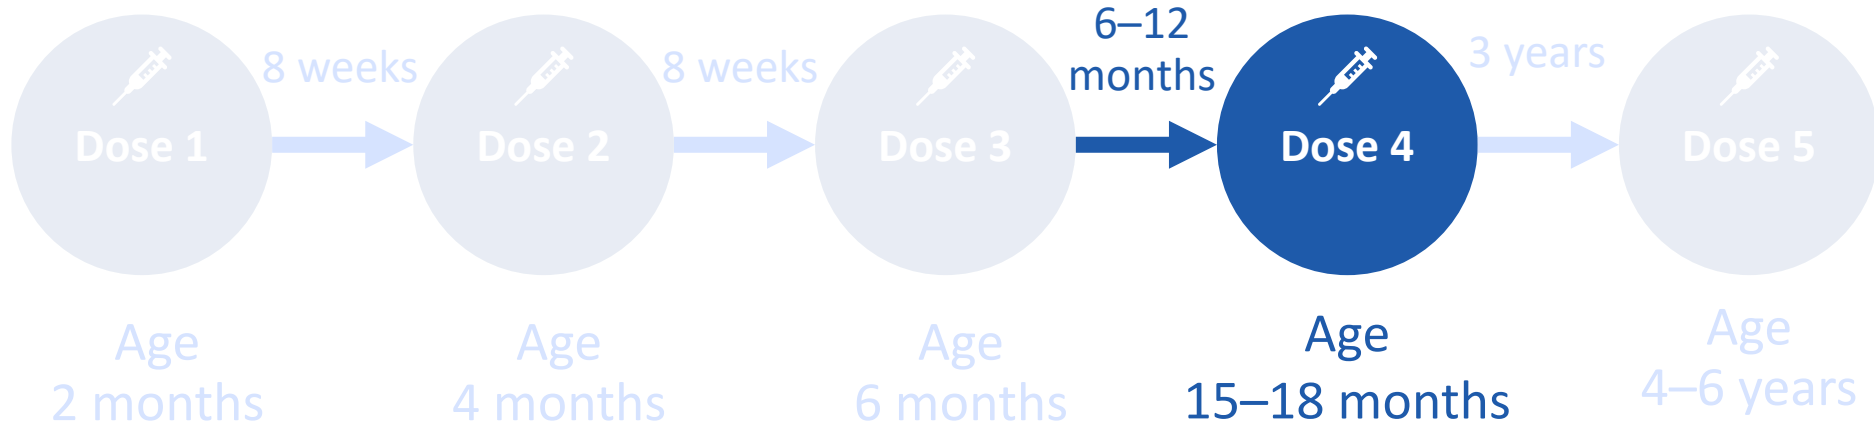 8 weeks
8 weeks
6–12
months
3 years
Dose 1
Dose 2
Dose 3
Dose 4
Dose 5
Age
2 months
Age
4 months
Age
6 months
Age
15–18 months
Age
4–6 years